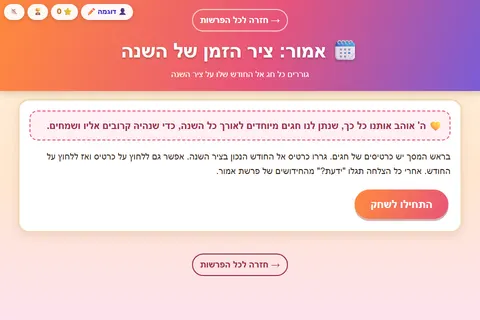 דוגמה
0
→ חזרה לכל הפרשות
אמור: ציר הזמן של השנה
גוררים כל חג אל החודש שלו על ציר השנה
ה' אוהב אותנו כל כך, שנתן לנו חגים מיוחדים לאורך כל השנה, כדי שנהיה קרובים אליו ושמחים.
בראש המסך יש כרטיסים של חגים. גררו כרטיס אל החודש הנכון בציר השנה. אפשר גם ללחוץ על כרטיס ואז ללחוץ על
החודש. אחרי כל הצלחה תגלו "ידעת?" מהחידושים של פרשת אמור.
התחילו לשחק
→ חזרה לכל הפרשות